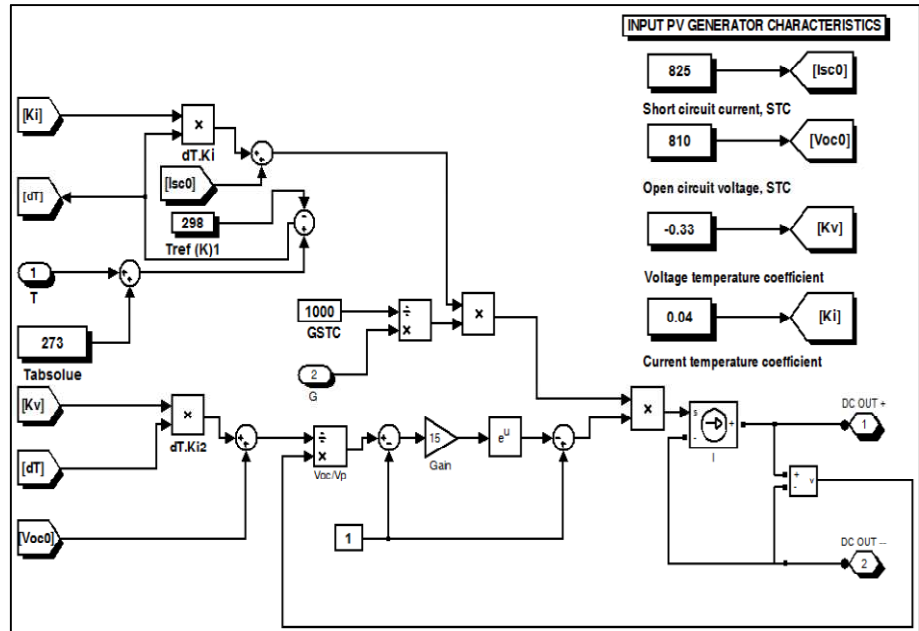 INPUT PV GENERATOR CHARACTERISTICS
825
[Isc0]
Short circuit current, STC
810
[Voc0]
Open circuit voltage, STC
-0.33
[Kv]
Voltage temperature coefficient
0.04
[Ki]
Current temperature coefficient
[Ki]
×
dT.Ki
[dT]
[Isc0]
298
Tref (K)1
1
T
273
Tabsolue
1000
GSTC
÷
×
×
2
G
[Kv]
×
dT.Ki2
[dT]
[Voc0]
÷
×
Voc/Vp
15
Gain
e^u
1
×
s
+
-
I
DC OUT +
1
+
-
v
DC OUT --
2